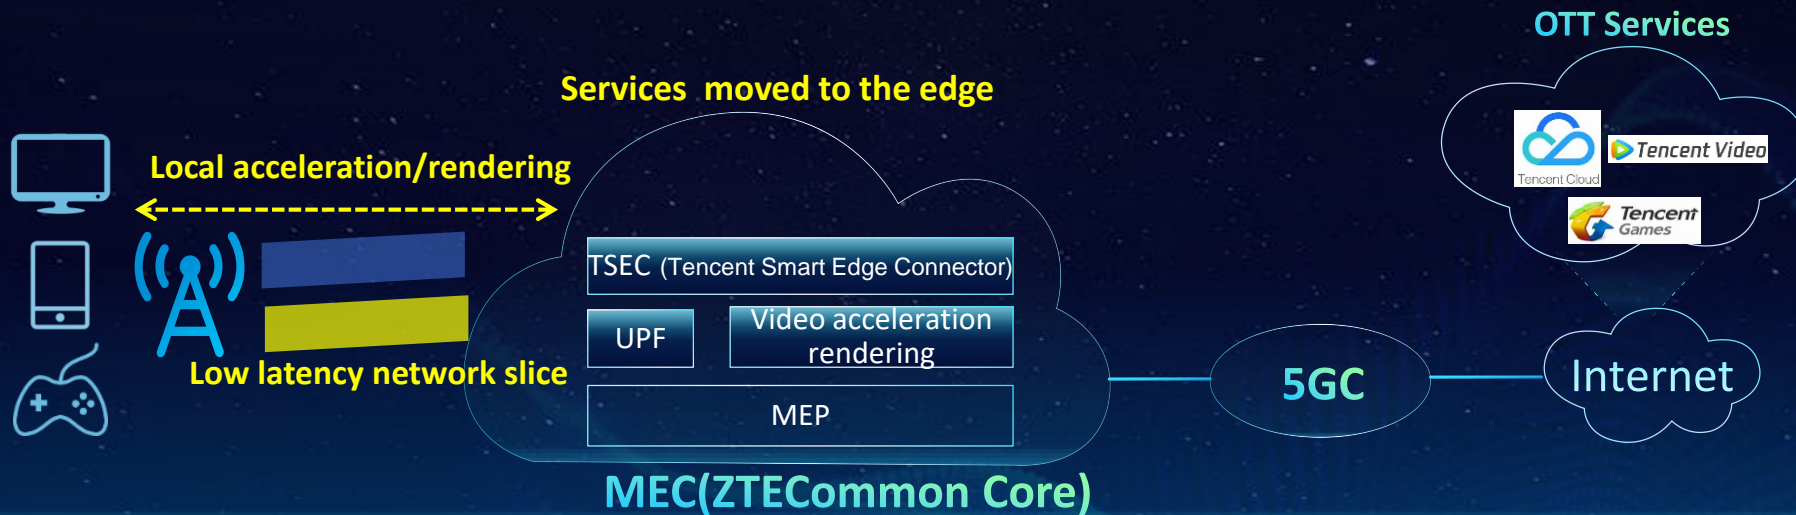 OTT Services
Services moved to the edge
Local acceleration/rendering
Tencent Cloud
Tencent Video
Tencent
Games
TSEC (Tencent Smart Edge Connector)
UPF
Video acceleration
rendering
Low latency network slice
MEP
5GC
Internet
MEC(ZTECommon Core)